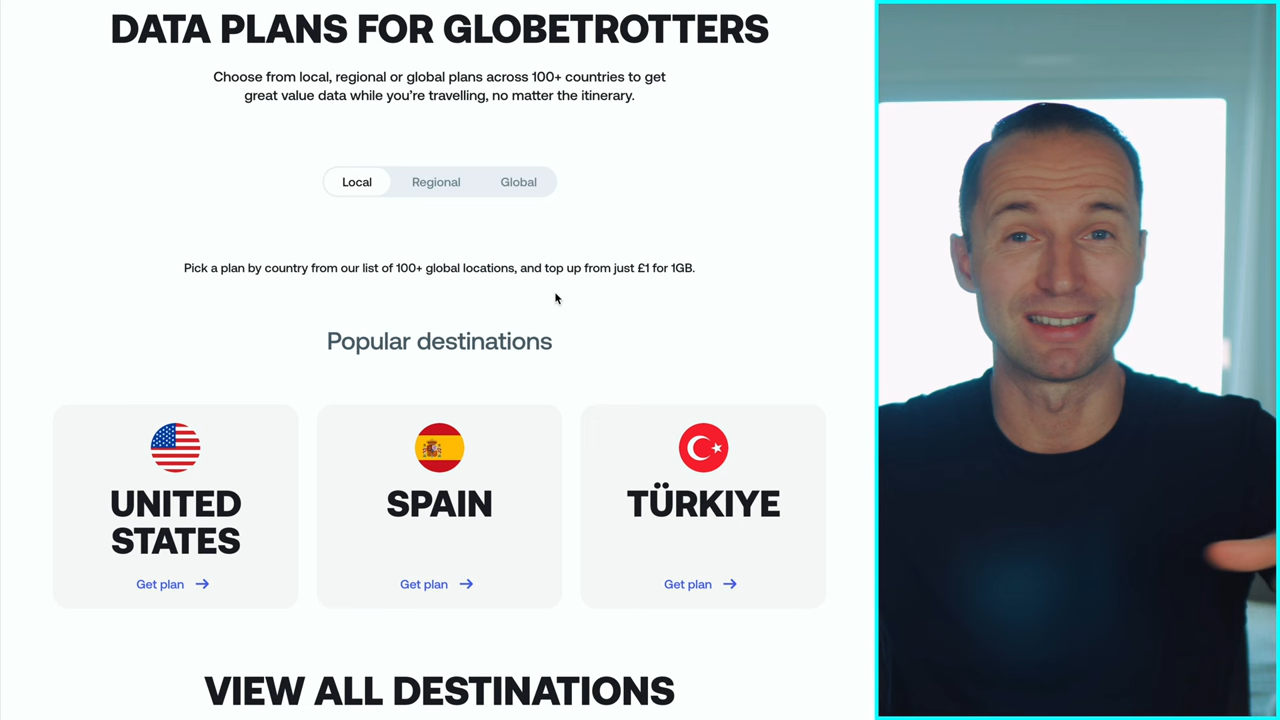 DATA PLANS FOR GLOBETROTTERS
Choose from local, regional or global plans across 100+ countries to get
great value data while you’re travelling, no matter the itinerary.
Local
Regional
Global
Pick a plan by country from our list of 100+ global locations, and top up from just £1 for 1GB.
Popular destinations
UNITED
STATES
Get plan
SPAIN
Get plan
TÜRKIYE
Get plan
VIEW ALL DESTINATIONS